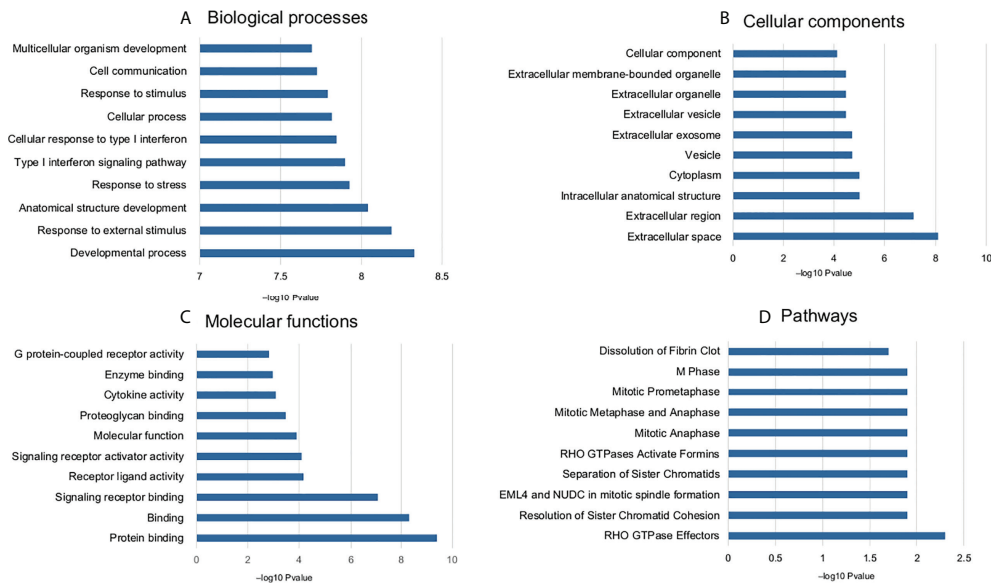 A Biological processes
Multicellular organism development
Cell communication
Response to stimulus
Cellular process
Cellular response to type I interferon
Type I interferon signaling pathway
Response to stress
Anatomical structure development
Response to external stimulus
Developmental process
7 7.5 8 8.5
–log10 Pvalue
B Cellular components
Cellular component
Extracellular membrane-bounded organelle
Extracellular organelle
Extracellular vesicle
Extracellular exosome
Vesicle
Cytoplasm
Intracellular anatomical structure
Extracellular region
Extracellular space
0 2 4 6 8 10
–log10 Pvalue
C Molecular functions
G protein-coupled receptor activity
Enzyme binding
Cytokine activity
Proteoglycan binding
Molecular function
Signaling receptor activator activity
Receptor ligand activity
Signaling receptor binding
Binding
Protein binding
0 2 4 6 8 10
–log10 Pvalue
D Pathways
Dissolution of Fibrin Clot
M Phase
Mitotic Prometaphase
Mitotic Metaphase and Anaphase
Mitotic Anaphase
RHO GTPases Activate Formins
Separation of Sister Chromatids
EML4 and NUDC in mitotic spindle formation
Resolution of Sister Chromatid Cohesion
RHO GTPase Effectors
0 0.5 1 1.5 2 2.5
–log10 Pvalue